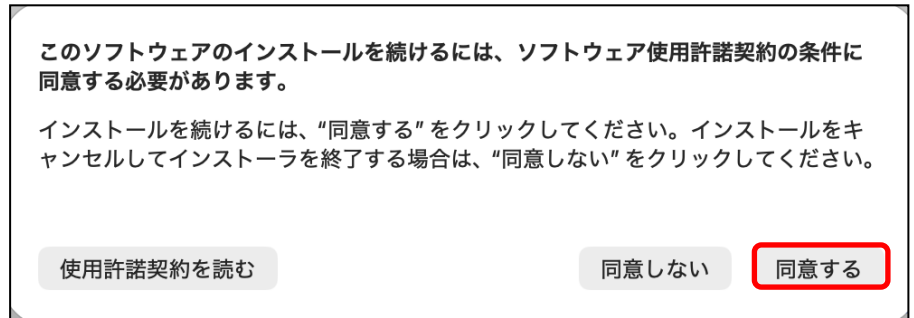 このソフトウェアのインストールを続けるには、ソフトウェア使用許諾契約の条件に
同意する必要があります。
インストールを続けるには、“同意する” をクリックしてください。インストールをキ
ャンセルしてインストーラを終了する場合は、“同意しない” をクリックしてください。
使用許諾契約を読む
同意しない
同意する